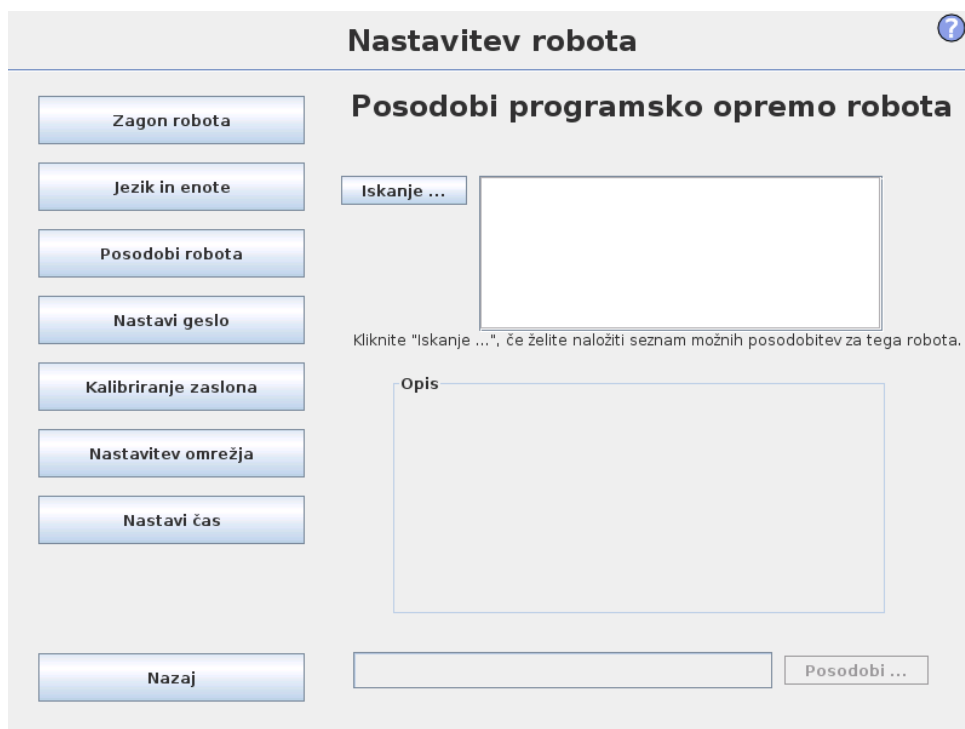 Nastavitev robota
?
Zagon robota
Jezik in enote
Posodobi robota
Nastavi geslo
Kalibriranje zaslona
Nastavitev omrežja
Nastavi čas
Nazaj
Posodobi programsko opremo robota
Iskanje ...
Kliknite "Iskanje ...", če želite naložiti seznam možnih posodobitev za tega robota.
Opis
Posodobi ...